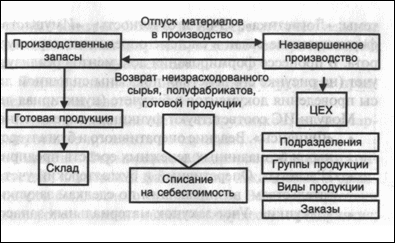 Отпуск материалов
в производство
Производственные
запасы
Незавершенное
производство
Возврат неизрасходованного
сырья, полуфабрикатов,
готовой продукции
ЦЕХ
Готовая продукция
Подразделения
Группы продукции
Склад
Списание
на себестоимость
Виды продукции
Заказы